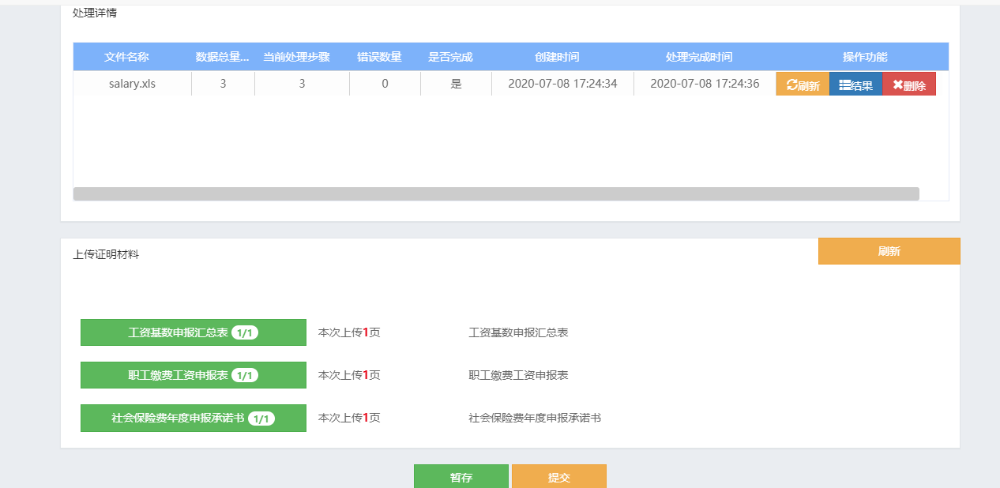 处理详情
文件名称 数据总量... 当前处理步骤 错误数量 是否完成 创建时间 处理完成时间 操作功能
salary.xls 3 3 0 是 2020-07-08 17:24:34 2020-07-08 17:24:36 刷新 结果 删除
上传证明材料 刷新
工资基数申报汇总表 1/1 本次上传1页 工资基数申报汇总表
职工缴费工资申报表 1/1 本次上传1页 职工缴费工资申报表
社会保险费年度申报承诺书 1/1 本次上传1页 社会保险费年度申报承诺书
暂存 提交